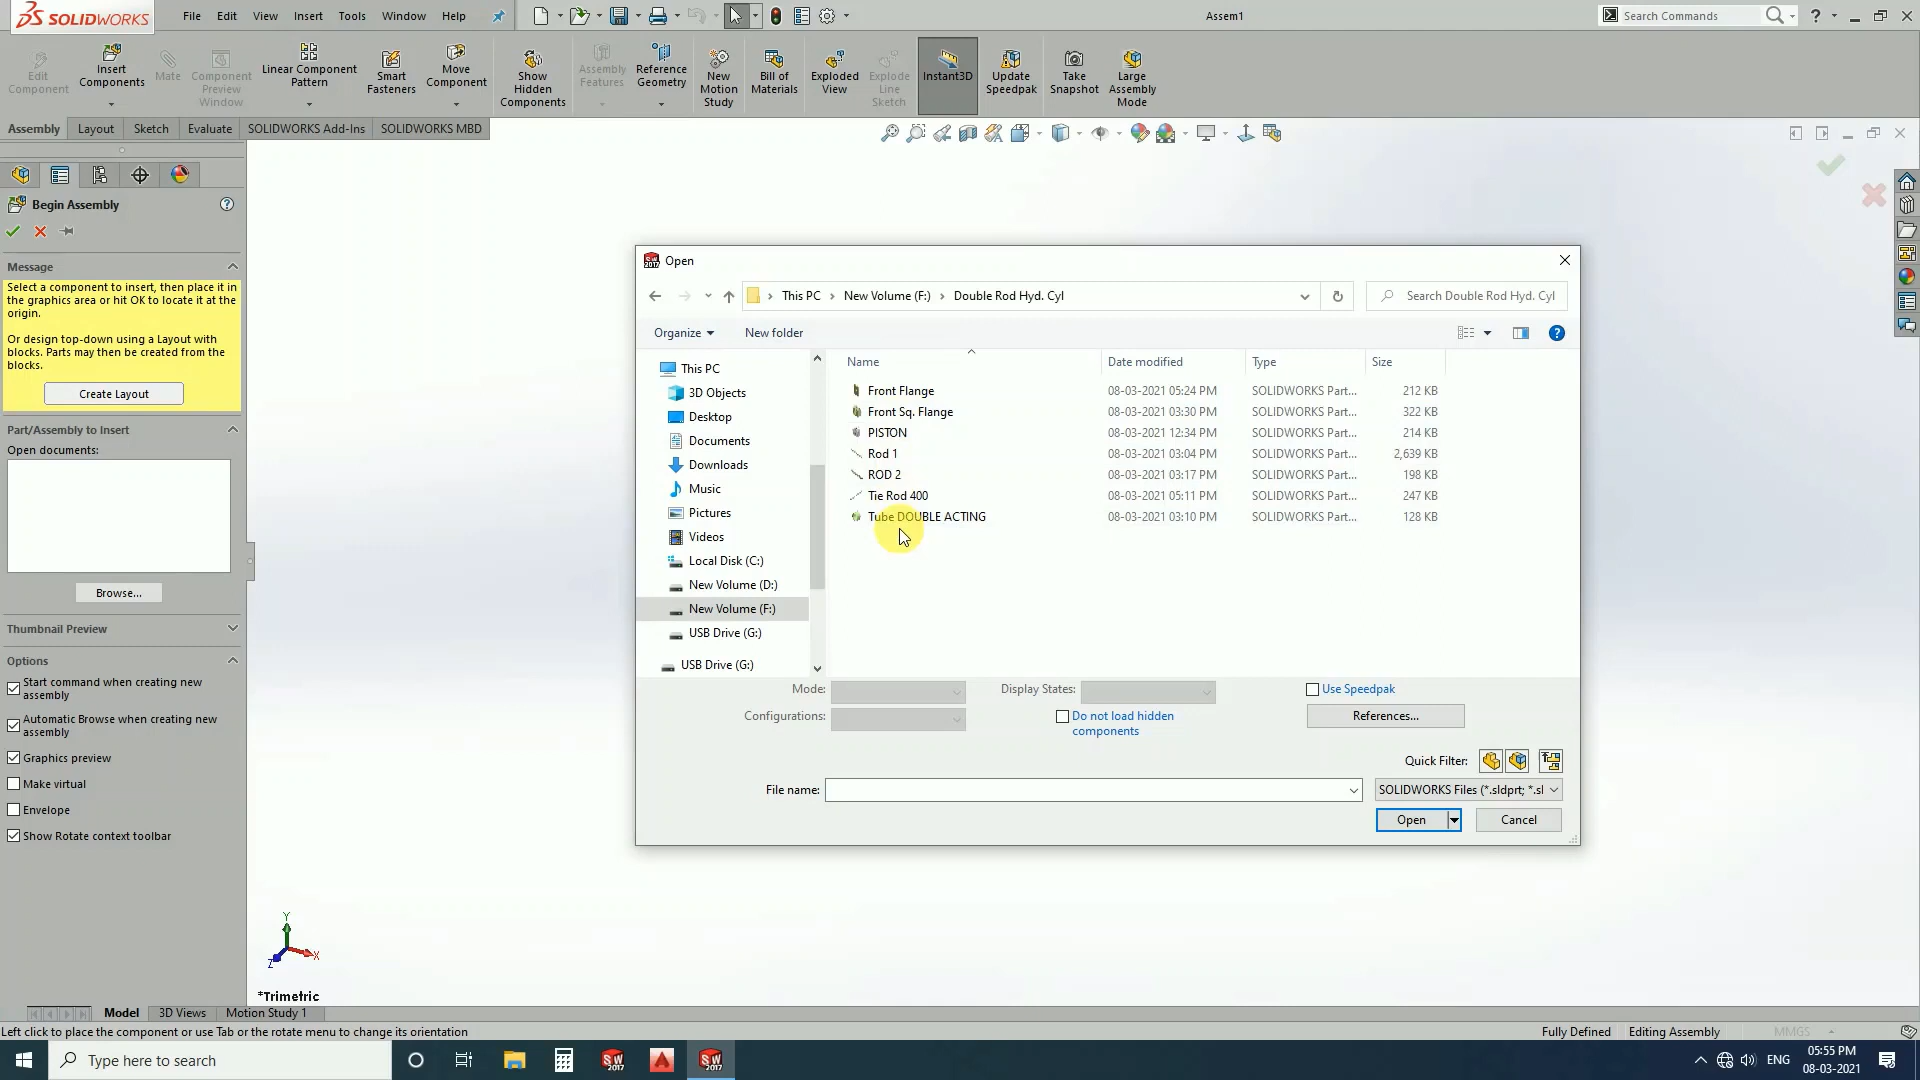 SOLIDWORKS
File Edit View Insert Tools Window Help
Assem1
Search Commands
Edit Component
Insert Components
Mate
Component Preview Window
Linear Component Pattern
Smart Fasteners
Move Component
Show Hidden Components
Assembly Features
Reference Geometry
New Motion Study
Bill of Materials
Exploded View
Explode Line Sketch
Instant3D
Update Speedpak
Take Snapshot
Large Assembly Mode
Assembly Layout Sketch Evaluate SOLIDWORKS Add-Ins SOLIDWORKS MBD
Begin Assembly
Message
Select a component to insert, then place it in
the graphics area or hit OK to locate it at the
origin.
Or design top-down using a Layout with
blocks. Parts may then be created from the
blocks.
Create Layout
Part/Assembly to Insert
Open documents:
Browse...
Thumbnail Preview
Options
Start command when creating new
assembly
Automatic Browse when creating new
assembly
Graphics preview
Make virtual
Envelope
Show Rotate context toolbar
SW 2017 Open
This PC > New Volume (F:) > Double Rod Hyd. Cyl
Search Double Rod Hyd. Cyl
Organize New folder
This PC
3D Objects
Desktop
Documents
Downloads
Music
Pictures
Videos
Local Disk (C:)
New Volume (D:)
New Volume (F:)
USB Drive (G:)
USB Drive (G:)
Name Date modified Type Size
Front Flange 08-03-2021 05:24 PM SOLIDWORKS Part... 212 KB
Front Sq. Flange 08-03-2021 03:30 PM SOLIDWORKS Part... 322 KB
PISTON 08-03-2021 12:34 PM SOLIDWORKS Part... 214 KB
Rod 1 08-03-2021 03:04 PM SOLIDWORKS Part... 2,639 KB
ROD 2 08-03-2021 03:17 PM SOLIDWORKS Part... 198 KB
Tie Rod 400 08-03-2021 05:11 PM SOLIDWORKS Part... 247 KB
Tube DOUBLE ACTING 08-03-2021 03:10 PM SOLIDWORKS Part... 128 KB
Mode: Display States: Use Speedpak
Configurations: Do not load hidden
components
References...
Quick Filter:
File name: SOLIDWORKS Files (*.sldprt; *.sl
Open Cancel
Y
X
Z
*Trimetric
Model 3D Views Motion Study 1
Left click to place the component or use Tab or the rotate menu to change its orientation
Fully Defined Editing Assembly MMGS
Type here to search
SW 2017
SW 2017
ENG
05:55 PM
08-03-2021